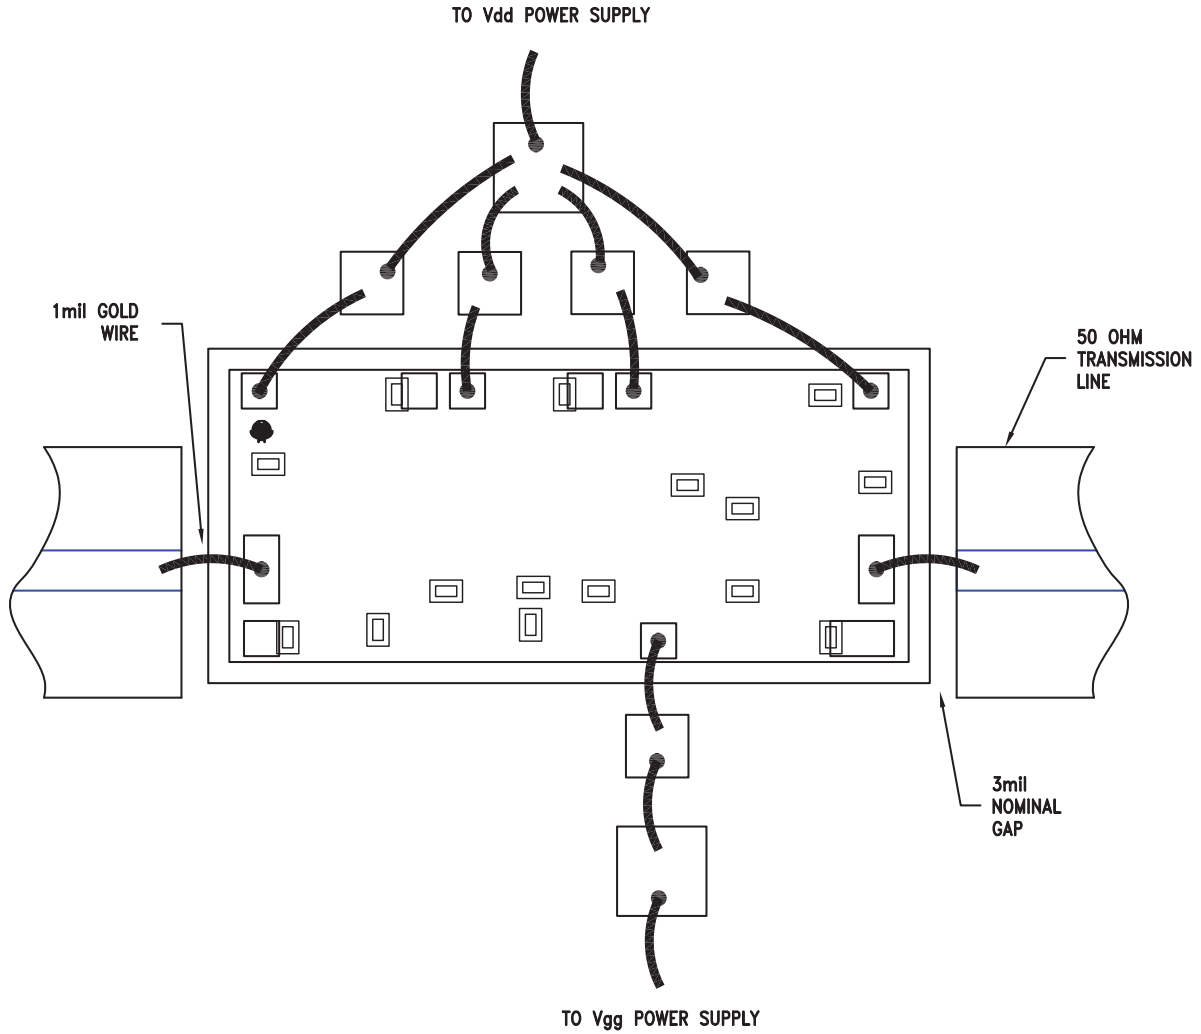 TO Vdd POWER SUPPLY
1mil GOLD
WIRE
50 OHM
TRANSMISSION
LINE
3mil
NOMINAL
GAP
TO Vgg POWER SUPPLY